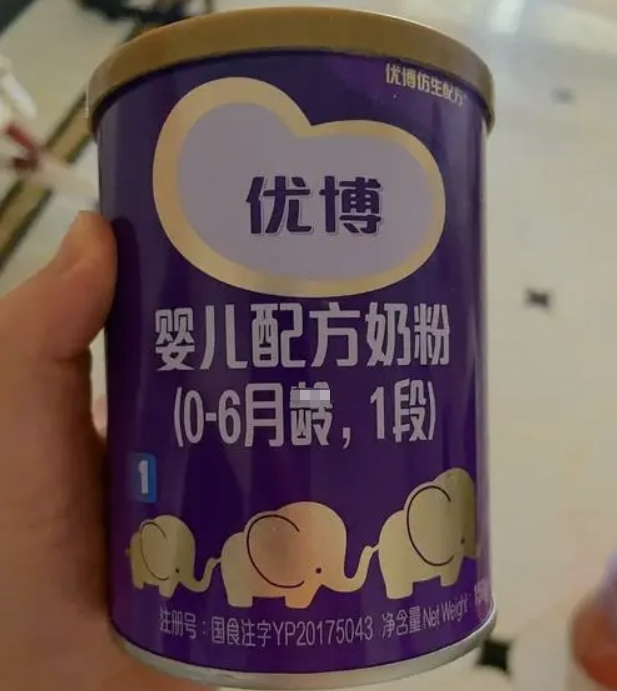 优博仿生配方
优博
婴儿配方奶粉
(0-6月龄, 1段)
1
注册号:国食注字YP20175043 净含量 Net Weight